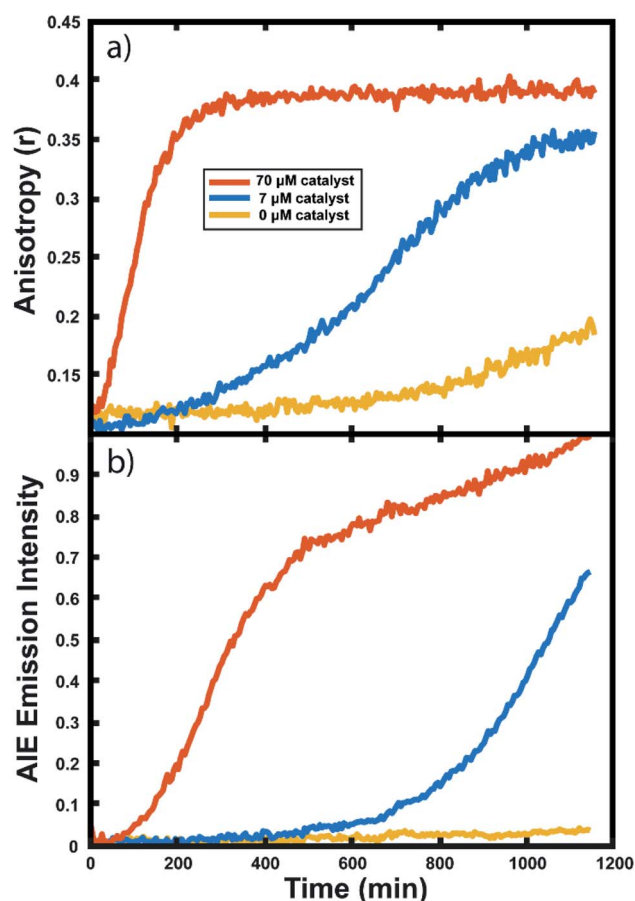 0.45
a)
0.4
0.35
Anisotropy (r)
0.3
70 µM catalyst
7 µM catalyst
0 µM catalyst
0.25
0.2
0.15
b)
0.9
0.8
AIE Emission Intensity
0.7
0.6
0.5
0.4
0.3
0.2
0.1
0
0 200 400 600 800 1000 1200
Time (min)